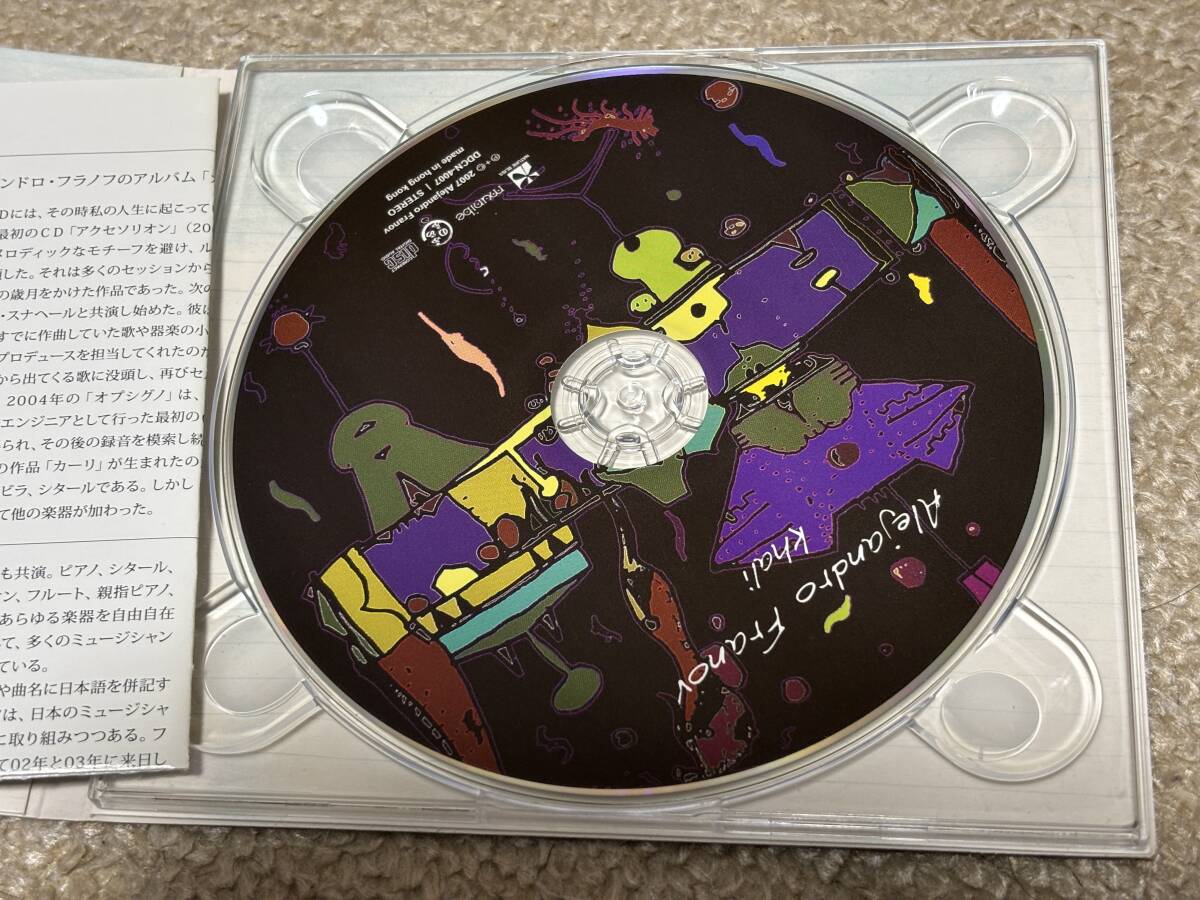 ンドロ・フラノフのアルバム「
Dには、その時私の人生に起こってい
最初のCD「アクセソリオン」(20
メロディックなモチーフを避け、ル
した。それは多くのセッションから
の歳月をかけた作品であった。次の
・スナヘールと共演し始めた。彼は
すでに作曲していた歌や器楽の小
プロデュースを担当してくれたのだ
から出てくる歌に没頭し、再びセ
2004年の「オプシグノ」は、
エンジニアとして行った最初の
られ、その後の録音を模索し続
の作品「カーリ」が生まれたの
ビラ、シタールである。しかし
て他の楽器が加わった。
も共演。ピアノ、シタール、
ン、フルート、親指ピアノ、
あらゆる楽器を自由自在
て、多くのミュージシャン
ている。
や曲名に日本語を併記す
は、日本のミュージシャ
に取り組みつつある。フ
て02年と03年に来日し
Alejandro Franov
khali
nature bliss
mxubibe
COMPACT
disc
DIGITAL AUDIO
2007 Alejandro Franov
DDCN-4007 | STEREO
made in hong kong